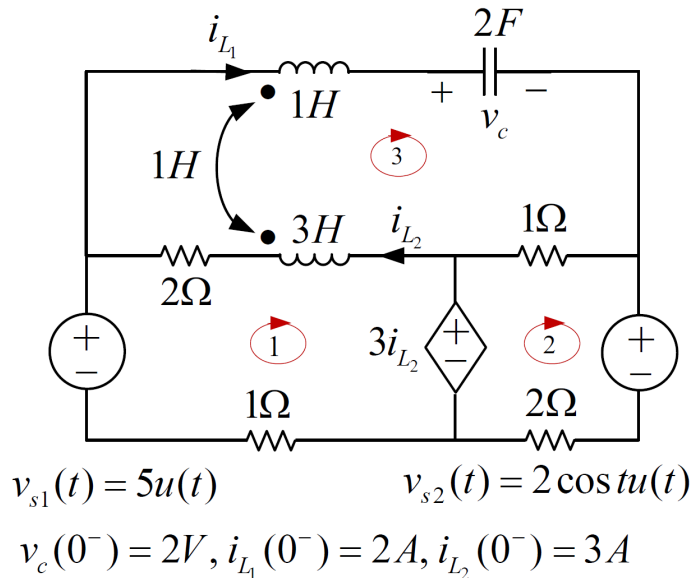 i_{L_1} 2F
+ −
1H v_c
3
1H
3H i_{L_2} 1Ω
2Ω
+ − 1 3i_{L_2} + − 2 + −
1Ω 2Ω
v_{s1}(t) = 5u(t) v_{s2}(t) = 2 cos tu(t)
v_c(0^-) = 2V, i_{L_1}(0^-) = 2A, i_{L_2}(0^-) = 3A